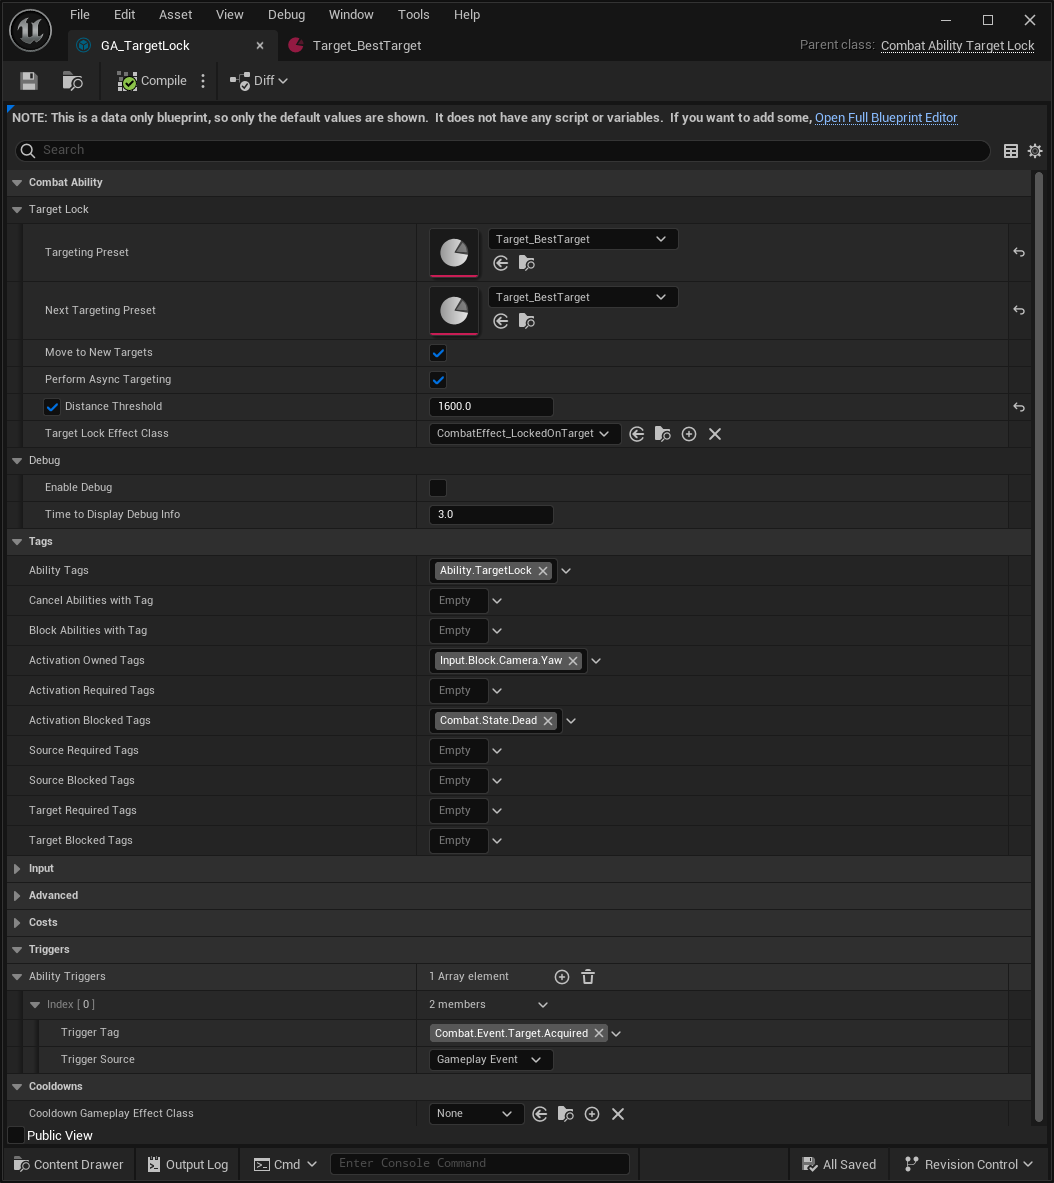 File Edit Asset View Debug Window Tools Help
GA_TargetLock Target_BestTarget Parent class: Combat Ability Target Lock
Compile Diff
NOTE: This is a data only blueprint, so only the default values are shown. It does not have any script or variables. If you want to add some, Open Full Blueprint Editor
Search
Combat Ability
Target Lock
Targeting Preset Target_BestTarget
Next Targeting Preset Target_BestTarget
Move to New Targets
Perform Async Targeting
Distance Threshold 1600.0
Target Lock Effect Class CombatEffect_LockedOnTarget
Debug
Enable Debug
Time to Display Debug Info 3.0
Tags
Ability Tags Ability.TargetLock
Cancel Abilities with Tag Empty
Block Abilities with Tag Empty
Activation Owned Tags Input.Block.Camera.Yaw
Activation Required Tags Empty
Activation Blocked Tags Combat.State.Dead
Source Required Tags Empty
Source Blocked Tags Empty
Target Required Tags Empty
Target Blocked Tags Empty
Input
Advanced
Costs
Triggers
Ability Triggers 1 Array element
Index [ 0 ] 2 members
Trigger Tag Combat.Event.Target.Acquired
Trigger Source Gameplay Event
Cooldowns
Cooldown Gameplay Effect Class None
Public View
Content Drawer Output Log Cmd Enter Console Command All Saved Revision Control